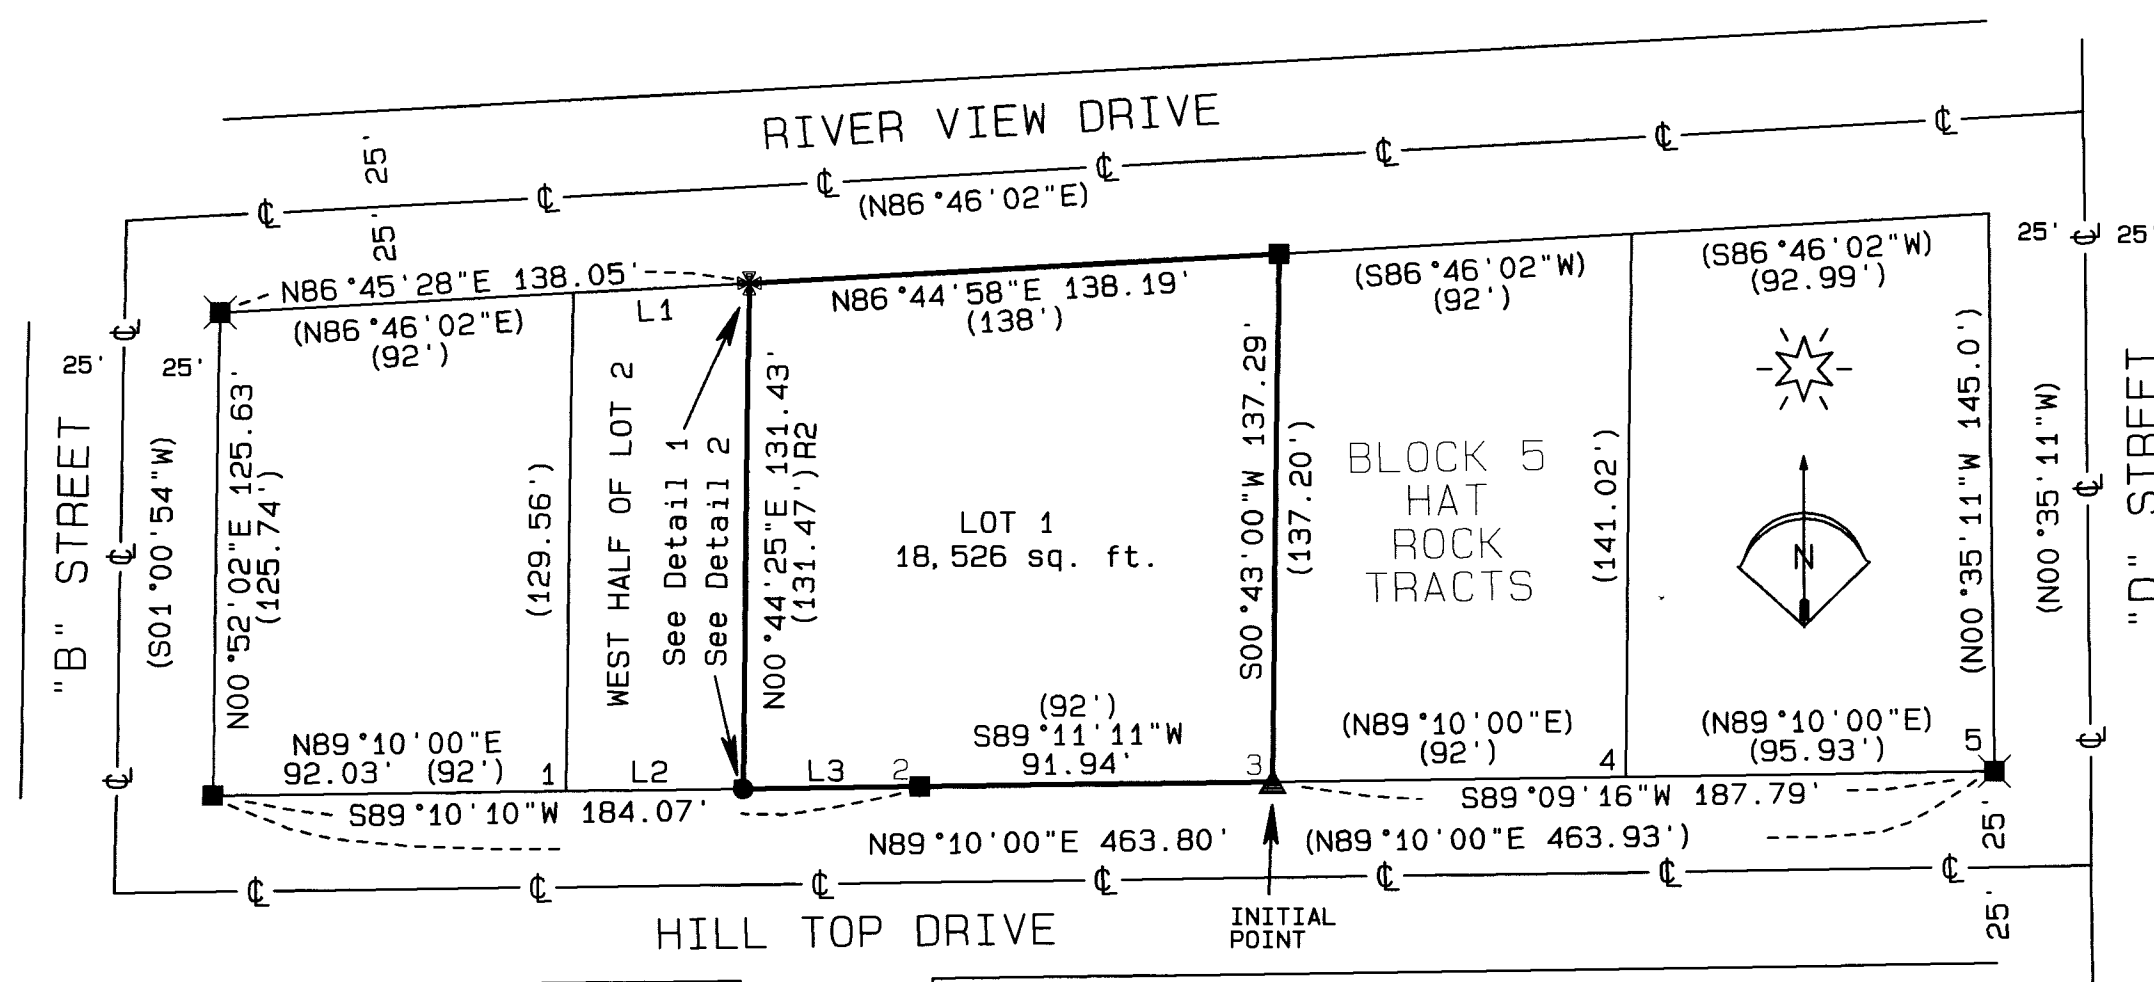 RIVER VIEW DRIVE
25'
25'
(N86°46'02"E)
N86°45'28"E 138.05'
(N86°46'02"E)
(92')
L1
N86°44'58"E 138.19'
(138')
(S86°46'02"W)
(92')
(S86°46'02"W)
(92.99')
25' 25'
25' 25'
"B" STREET
(S01°00'54"W)
N00°52'02"E 125.63'
(125.74')
(129.56')
WEST HALF OF LOT 2
See Detail 1
See Detail 2
N00°44'25"E 131.43'
(131.47')R2
LOT 1
18,526 sq. ft.
S00°43'00"W 137.29'
(137.20')
BLOCK 5
HAT
ROCK
TRACTS
(141.02')
N
(N00°35'11"W 145.0')
(N00°35'11"W)
"D" STREET
N89°10'00"E
92.03' (92')
1
L2
L3
2
(92')
S89°11'11"W
91.94'
3
(N89°10'00"E)
(92')
4
(N89°10'00"E)
(95.93')
5
S89°10'10"W 184.07'
S89°09'16"W 187.79'
N89°10'00"E 463.80'
(N89°10'00"E 463.93')
25'
25'
HILL TOP DRIVE
INITIAL
POINT